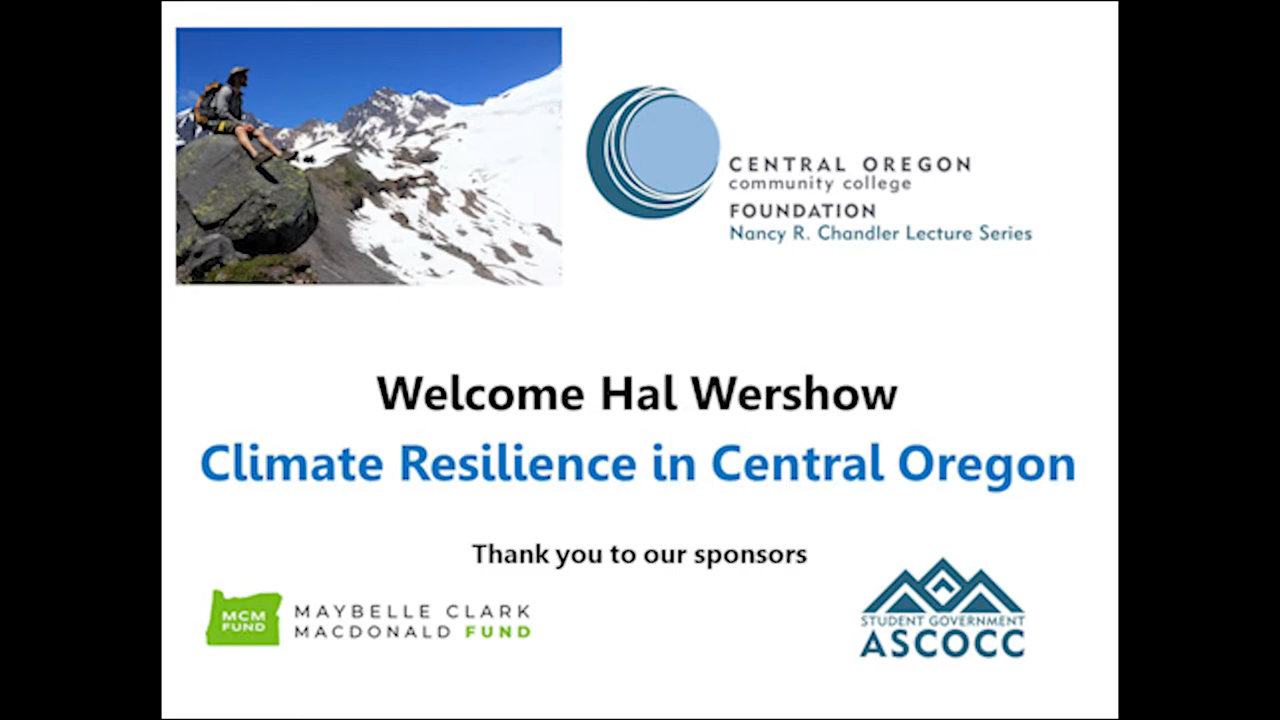 CENTRAL OREGON
community college
FOUNDATION
Nancy R. Chandler Lecture Series
Welcome Hal Wershow
Climate Resilience in Central Oregon
Thank you to our sponsors
MCM
FUND
MAYBELLE CLARK
MACDONALD FUND
STUDENT GOVERNMENT
ASCOCC